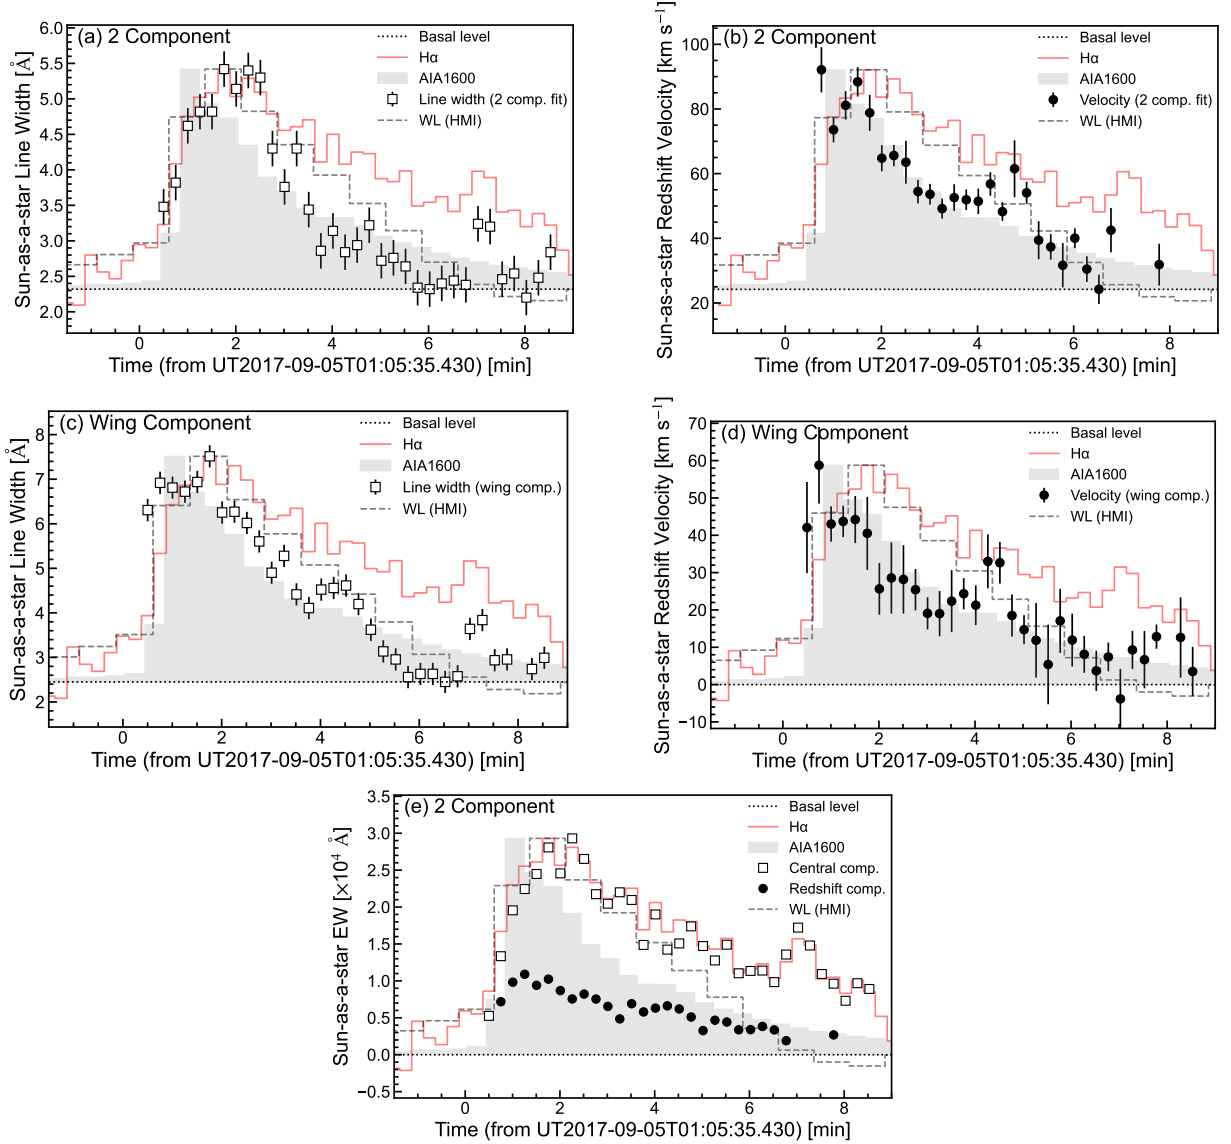 (a) 2 Component
Basal level
Hα
AIA1600
Line width (2 comp. fit)
WL (HMI)
Sun-as-a-star Line Width [Å]
6.0
5.5
5.0
4.5
4.0
3.5
3.0
2.5
2.0
0 2 4 6 8
Time (from UT2017-09-05T01:05:35.430) [min]
(b) 2 Component
Basal level
Hα
AIA1600
Velocity (2 comp. fit)
WL (HMI)
Sun-as-a-star Redshift Velocity [km s⁻¹]
100
80
60
40
20
0 2 4 6 8
Time (from UT2017-09-05T01:05:35.430) [min]
(c) Wing Component
Basal level
Hα
AIA1600
Line width (wing comp.)
WL (HMI)
Sun-as-a-star Line Width [Å]
8
7
6
5
4
3
2
0 2 4 6 8
Time (from UT2017-09-05T01:05:35.430) [min]
(d) Wing Component
Basal level
Hα
AIA1600
Velocity (wing comp.)
WL (HMI)
Sun-as-a-star Redshift Velocity [km s⁻¹]
70
60
50
40
30
20
10
0
−10
0 2 4 6 8
Time (from UT2017-09-05T01:05:35.430) [min]
(e) 2 Component
Basal level
Hα
AIA1600
Central comp.
Redshift comp.
WL (HMI)
Sun-as-a-star EW [×10⁴ Å]
3.5
3.0
2.5
2.0
1.5
1.0
0.5
0.0
−0.5
0 2 4 6 8
Time (from UT2017-09-05T01:05:35.430) [min]